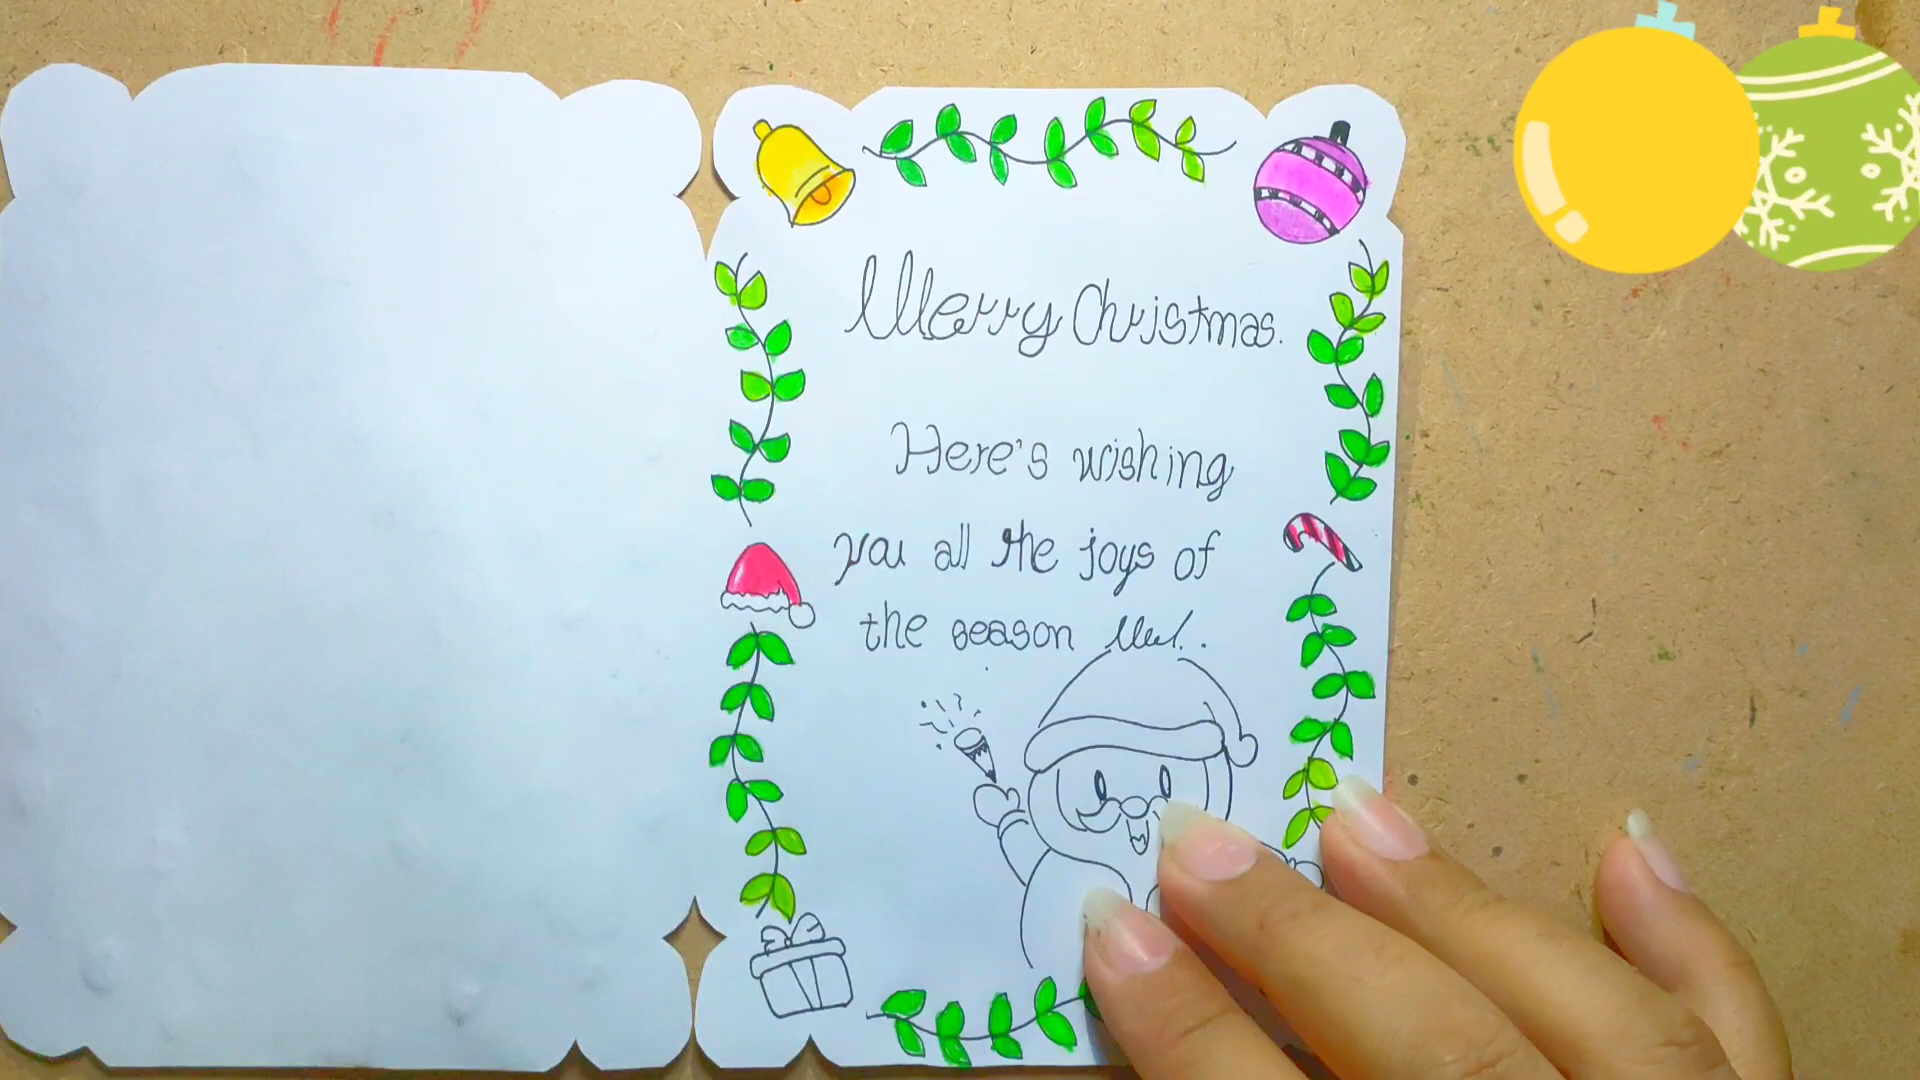 Merry Christmas.
Here's wishing
you all the joys of
the season